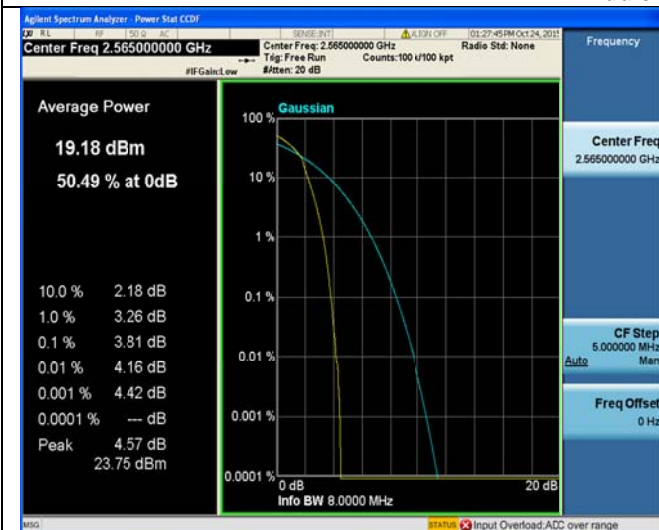 Agilent Spectrum Analyzer - Power Stat CCDF
RL RF 50 Ω AC SENSE:INT ALIGN OFF 01:27:45 PM Oct 24, 2015
Center Freq 2.565000000 GHz
Center Freq: 2.565000000 GHz
Radio Std: None
Trig: Free Run Counts:100 k/100 kpt
#IFGain:Low #Atten: 20 dB
Frequency
Average Power
19.18 dBm
50.49 % at 0dB
10.0 % 2.18 dB
1.0 % 3.26 dB
0.1 % 3.81 dB
0.01 % 4.16 dB
0.001 % 4.42 dB
0.0001 % --- dB
Peak 4.57 dB
23.75 dBm
Gaussian
100 %
10 %
1 %
0.1 %
0.01 %
0.001 %
0.0001 %
0 dB 20 dB
Info BW 8.0000 MHz
Center Freq
2.565000000 GHz
CF Step
5.000000 MHz
Auto Man
Freq Offset
0 Hz
MSG STATUS Input Overload;ADC over range